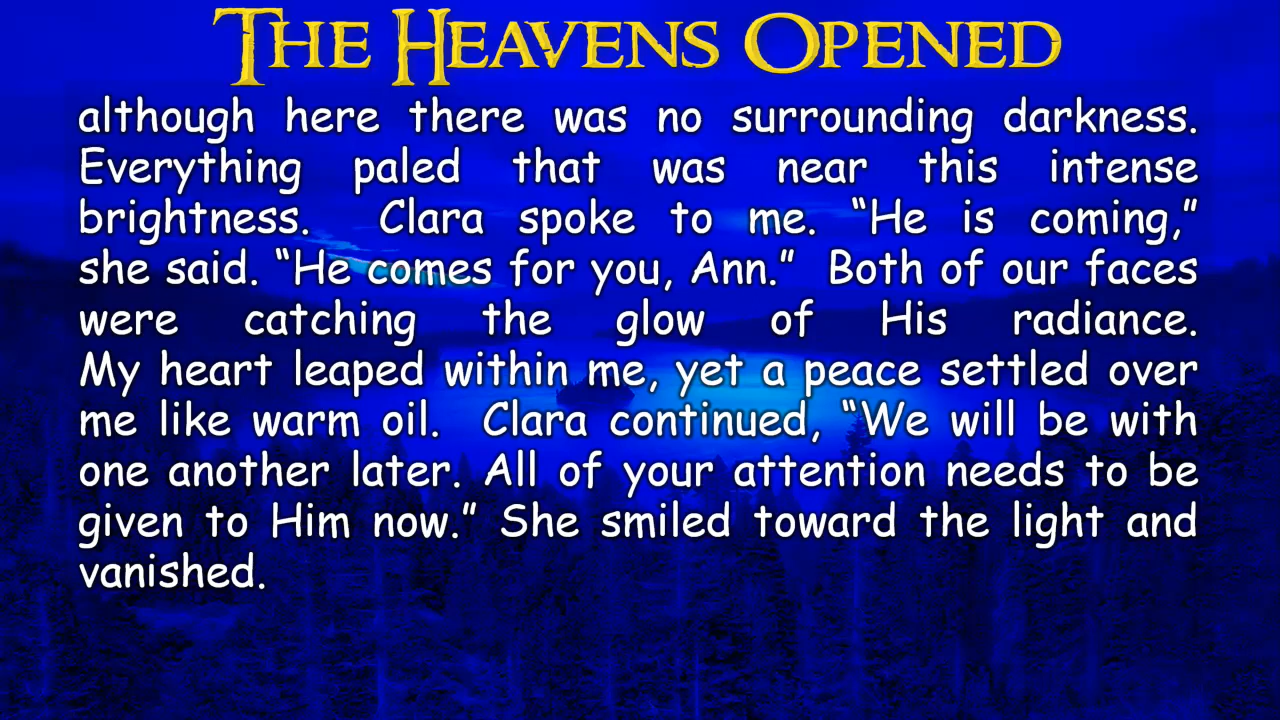 The Heavens Opened
although here there was no surrounding darkness.
Everything paled that was near this intense
brightness.  Clara spoke to me. “He is coming,”
she said. “He comes for you, Ann.”  Both of our faces
were catching the glow of His radiance.
My heart leaped within me, yet a peace settled over
me like warm oil.  Clara continued, “We will be with
one another later. All of your attention needs to be
given to Him now.” She smiled toward the light and
vanished.